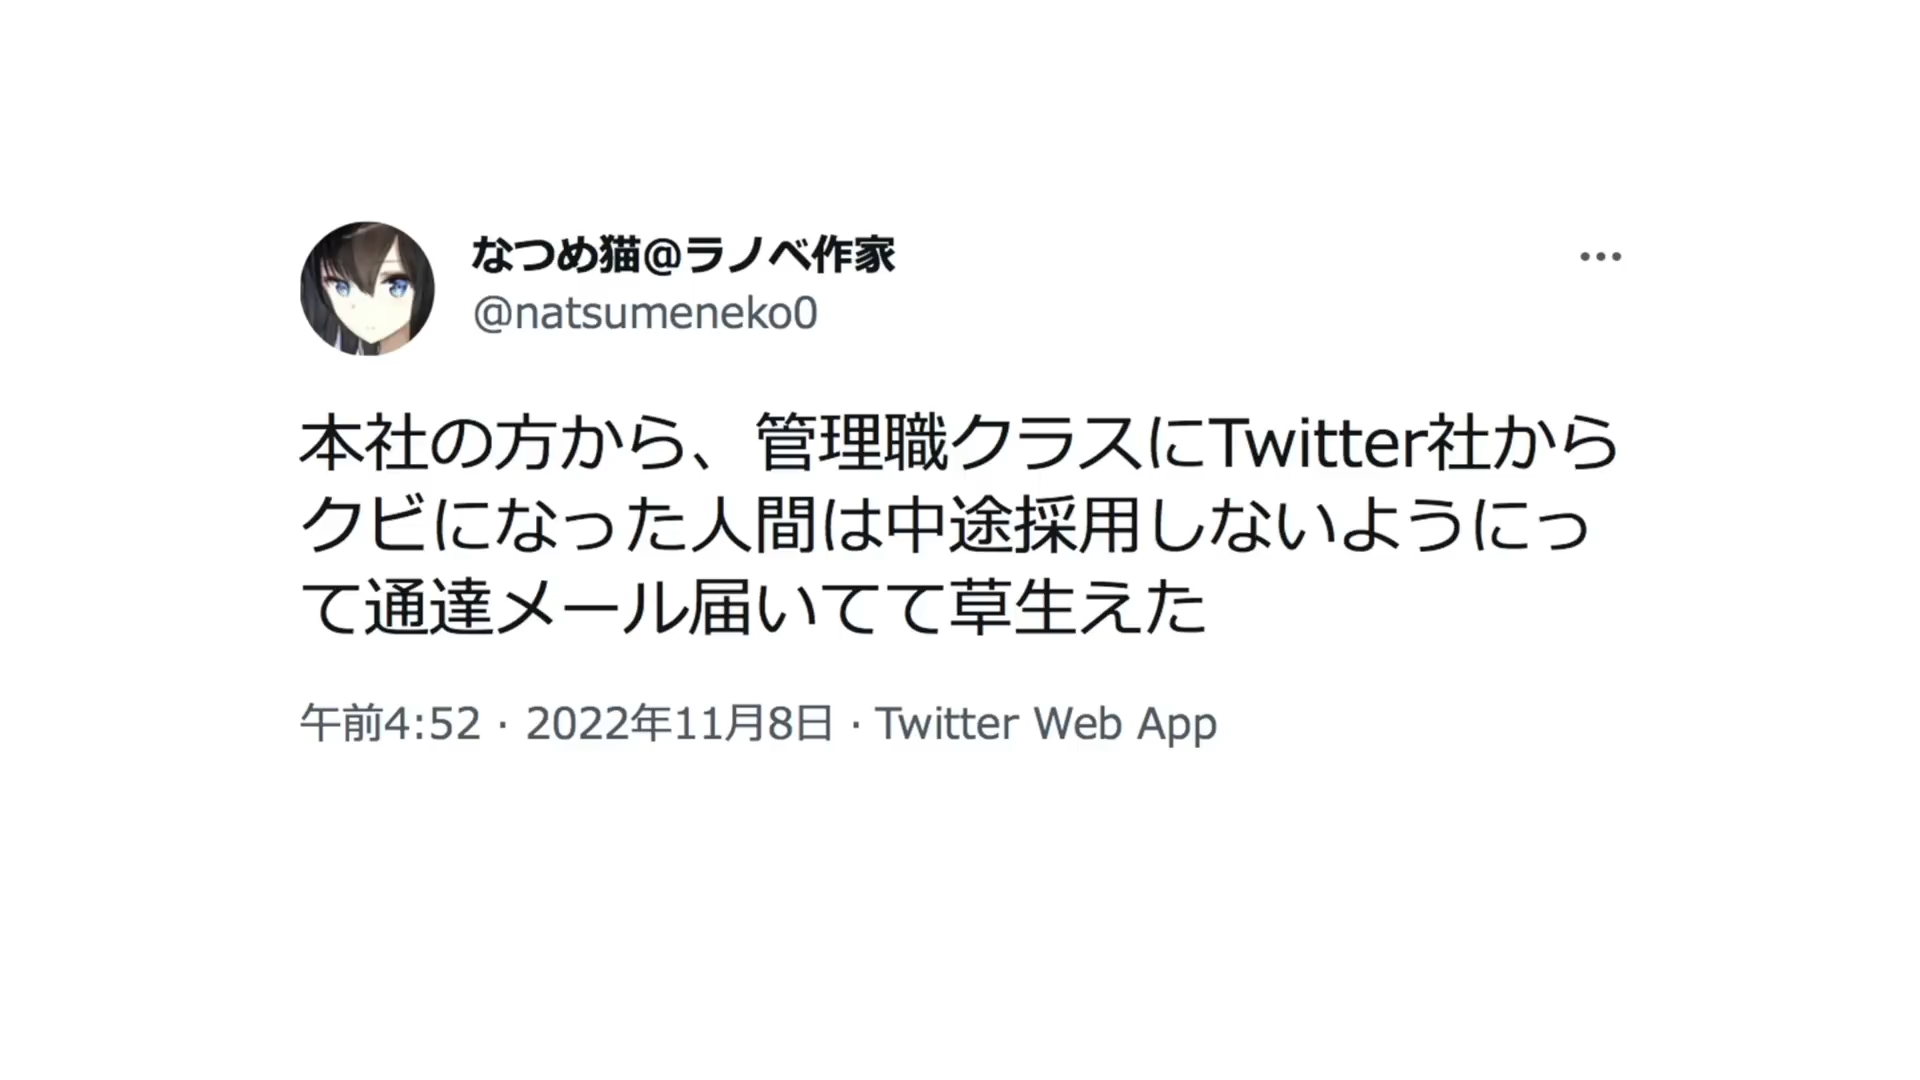 なつめ猫@ラノベ作家
@natsumeneko0
本社の方から、管理職クラスにTwitter社から
クビになった人間は中途採用しないようにっ
て通達メール届いてて草生えた
午前4:52 · 2022年11月8日 · Twitter Web App